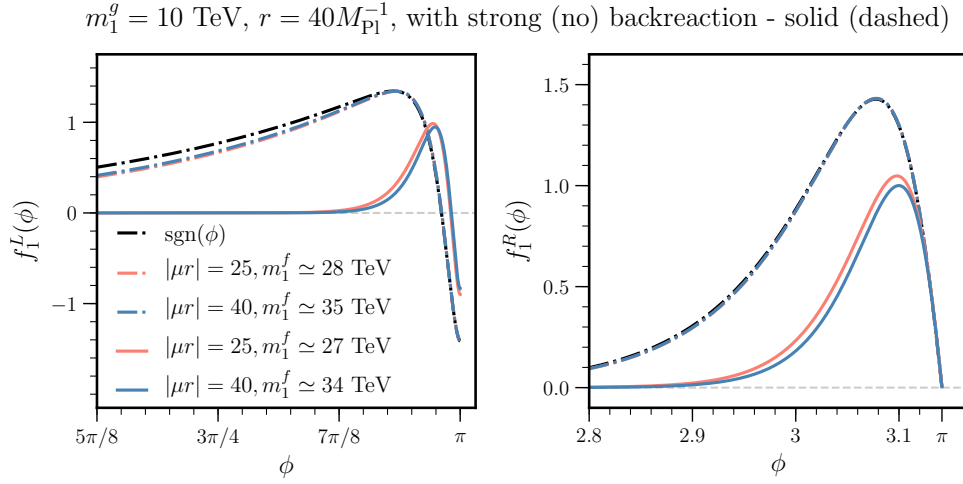 m_1^g = 10 TeV, r = 40M_Pl^{-1}, with strong (no) backreaction - solid (dashed)
f_1^L(ϕ)
1
0
−1
sgn(ϕ)
|μr| = 25, m_1^f ≃ 28 TeV
|μr| = 40, m_1^f ≃ 35 TeV
|μr| = 25, m_1^f ≃ 27 TeV
|μr| = 40, m_1^f ≃ 34 TeV
5π/8 3π/4 7π/8 π
ϕ
f_1^R(ϕ)
1.5
1.0
0.5
0.0
2.8 2.9 3 3.1 π
ϕ